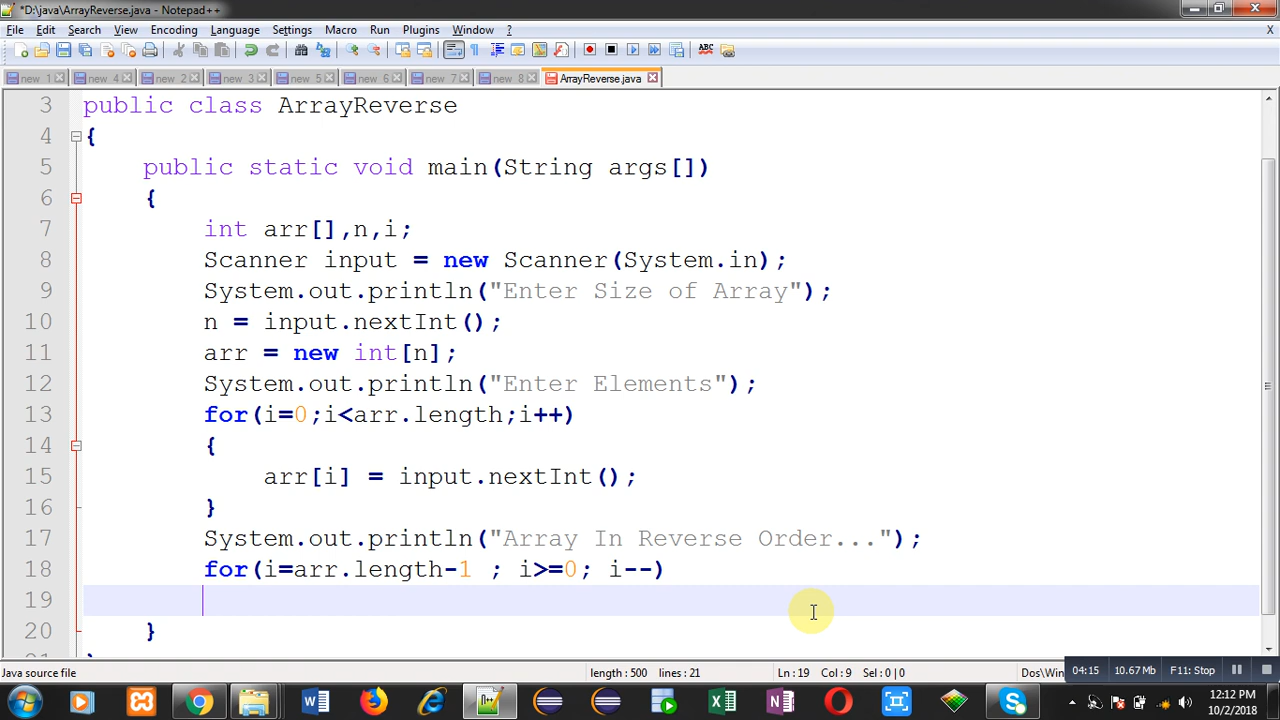 *D:\java\ArrayReverse.java - Notepad++
File Edit Search View Encoding Language Settings Macro Run Plugins Window ? X
new 1 new 4 new 2 new 3 new 5 new 6 new 7 new 8 ArrayReverse.java
3 public class ArrayReverse
4 {
5 public static void main(String args[])
6 {
7 int arr[],n,i;
8 Scanner input = new Scanner(System.in);
9 System.out.println("Enter Size of Array");
10 n = input.nextInt();
11 arr = new int[n];
12 System.out.println("Enter Elements");
13 for(i=0;i<arr.length;i++)
14 {
15 arr[i] = input.nextInt();
16 }
17 System.out.println("Array In Reverse Order...");
18 for(i=arr.length-1 ; i>=0; i--)
19
20 }
Java source file length : 500 lines : 21 Ln : 19 Col : 9 Sel : 0 | 0 Dos\Win 04:15 10.67 Mb F11: Stop
12:12 PM
10/2/2018